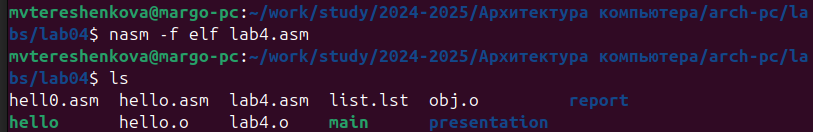 mvtereshenkova@margo-pc:~/work/study/2024-2025/Архитектура компьютера/arch-pc/la
bs/lab04$ nasm -f elf lab4.asm
mvtereshenkova@margo-pc:~/work/study/2024-2025/Архитектура компьютера/arch-pc/la
bs/lab04$ ls
hell0.asm  hello.asm  lab4.asm  list.lst  obj.o         report
hello      hello.o    lab4.o    main      presentation